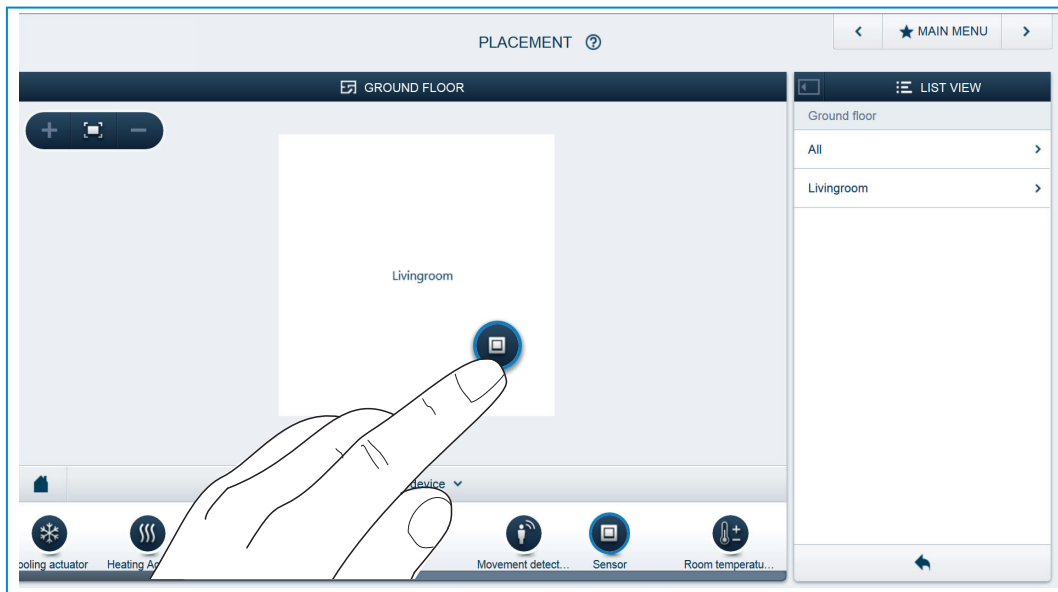 PLACEMENT ?
MAIN MENU
GROUND FLOOR
LIST VIEW
Ground floor
All
Livingroom
Livingroom
device
ooling actuator
Heating Ac
Movement detect...
Sensor
Room temperatu...